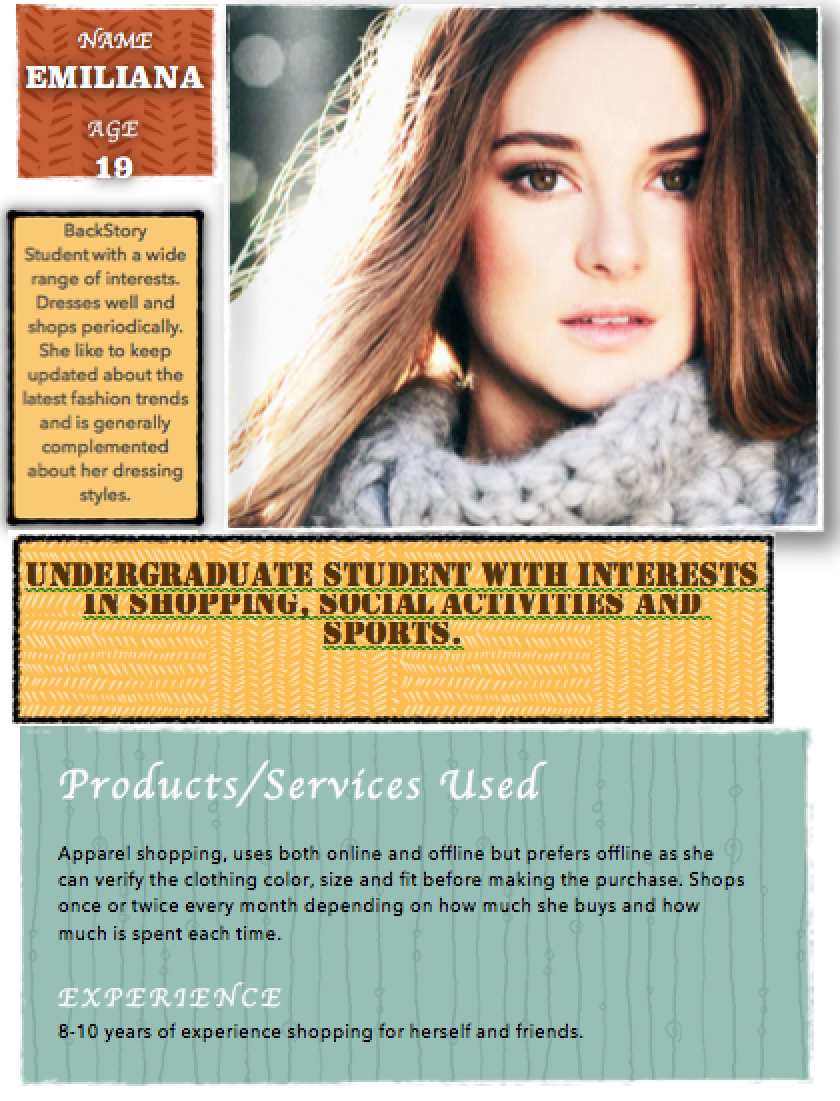 NAME
EMILIANA
AGE
19
BackStory
Student with a wide
range of interests.
Dresses well and
shops periodically.
She like to keep
updated about the
latest fashion trends
and is generally
complemented
about her dressing
styles.
UNDERGRADUATE STUDENT WITH INTERESTS
IN SHOPPING, SOCIAL ACTIVITIES AND
SPORTS.
Products/Services Used
Apparel shopping, uses both online and offline but prefers offline as she
can verify the clothing color, size and fit before making the purchase. Shops
once or twice every month depending on how much she buys and how
much is spent each time.
EXPERIENCE
8-10 years of experience shopping for herself and friends.